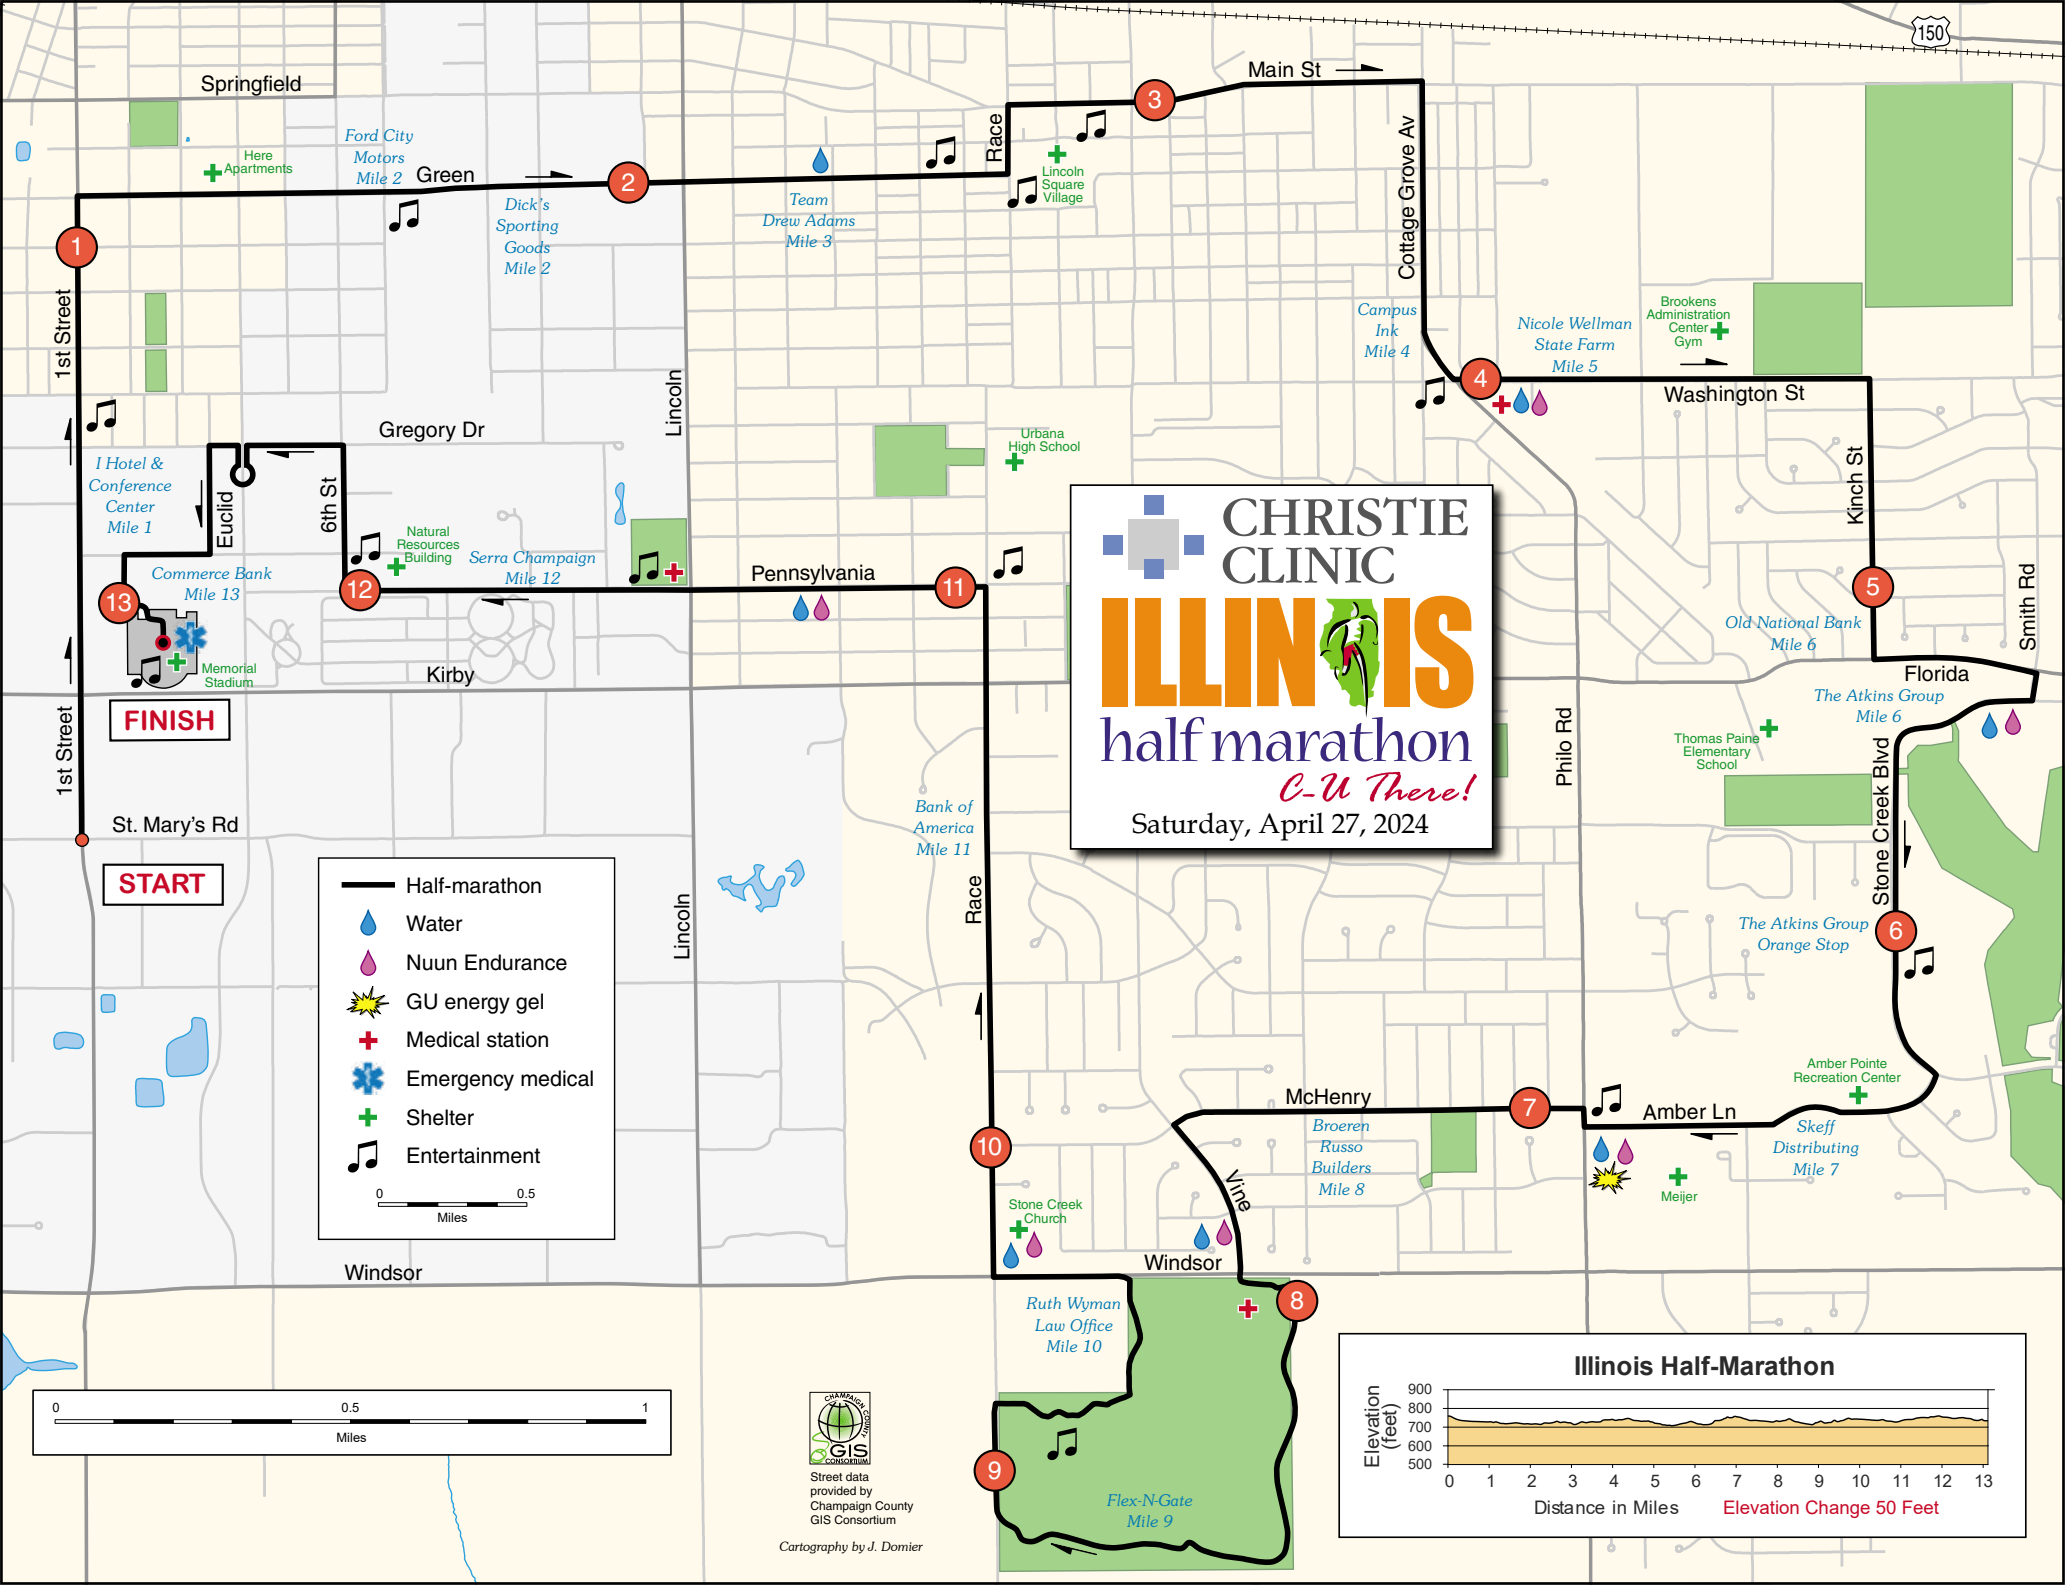 150
Springfield
Main St
3
Race
Cottage Grove Av
Ford City
Motors
Mile 2
Here
Apartments
Green
2
Dick's
Sporting
Goods
Mile 2
Team
Drew Adams
Mile 3
Lincoln
Square
Village
1
1st Street
Campus
Ink
Mile 4
Nicole Wellman
State Farm
Mile 5
Brookens
Administration
Center
Gym
4
Washington St
Lincoln
Gregory Dr
Urbana
High School
Kinch St
I Hotel &
Conference
Center
Mile 1
Euclid
6th St
Natural
Resources
Building
Serra Champaign
Mile 12
Pennsylvania
11
12
Commerce Bank
Mile 13
13
Memorial
Stadium
Kirby
FINISH
1st Street
St. Mary's Rd
START
CHRISTIE
CLINIC
ILLINOIS
half marathon
C-U There!
Saturday, April 27, 2024
5
Smith Rd
Old National Bank
Mile 6
Florida
The Atkins Group
Mile 6
Thomas Paine
Elementary
School
Philo Rd
Stone Creek Blvd
6
The Atkins Group
Orange Stop
Bank of
America
Mile 11
Race
Lincoln
Half-marathon
Water
Nuun Endurance
GU energy gel
Medical station
Emergency medical
Shelter
Entertainment
0 0.5
Miles
Amber Pointe
Recreation Center
Amber Ln
Skeff
Distributing
Mile 7
Meijer
7
McHenry
Broeren
Russo
Builders
Mile 8
Vine
10
Stone Creek
Church
Windsor
Windsor
8
Ruth Wyman
Law Office
Mile 10
9
Flex-N-Gate
Mile 9
0 0.5 1
Miles
CHAMPAIGN COUNTY
GIS
CONSORTIUM
Street data
provided by
Champaign County
GIS Consortium
Cartography by J. Domier
Illinois Half-Marathon
Elevation
(feet)
900
800
700
600
500
0 1 2 3 4 5 6 7 8 9 10 11 12 13
Distance in Miles Elevation Change 50 Feet